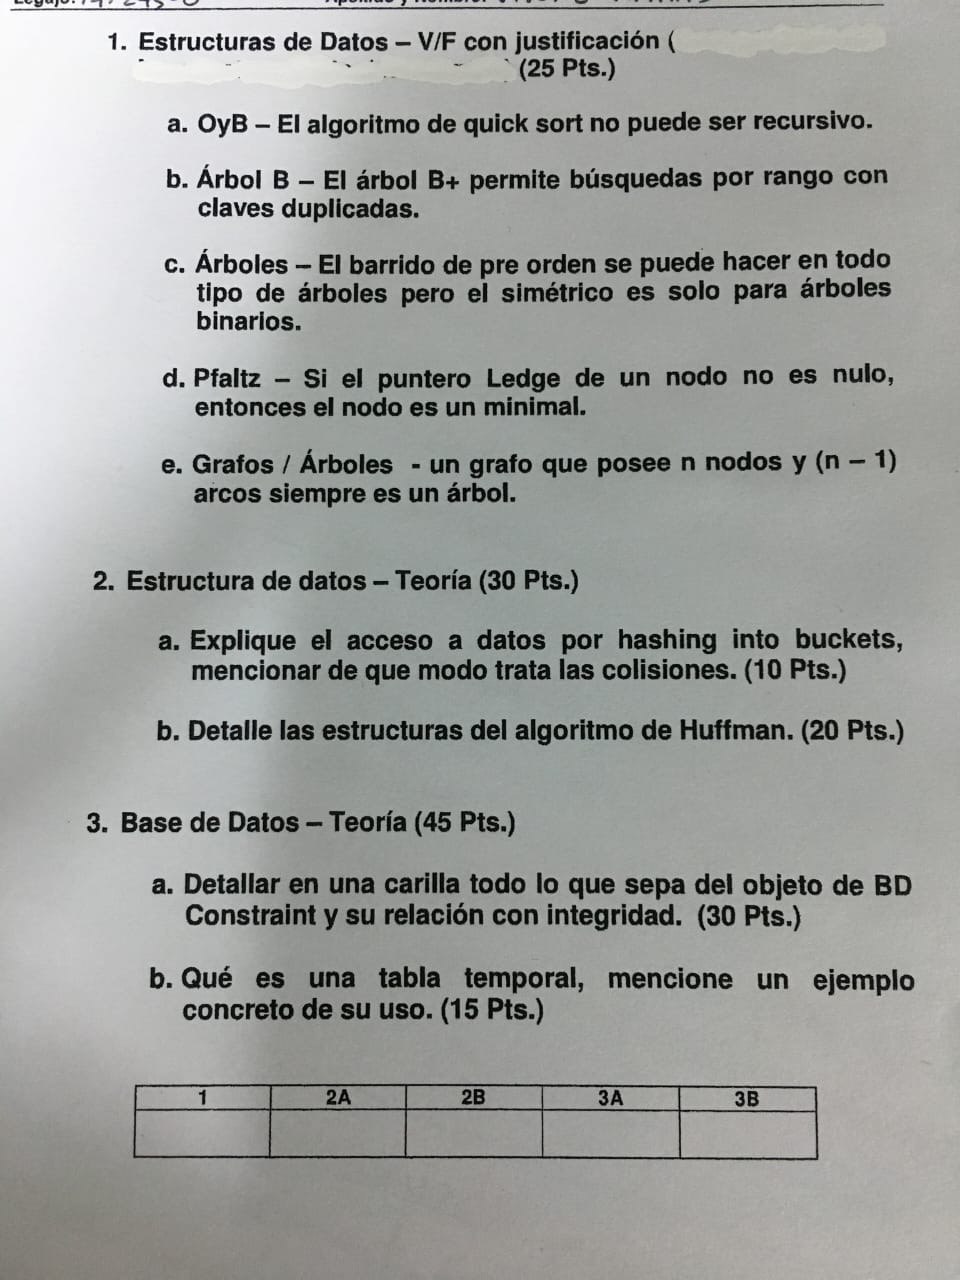 1. Estructuras de Datos – V/F con justificación (
(25 Pts.)
a. OyB – El algoritmo de quick sort no puede ser recursivo.
b. Árbol B – El árbol B+ permite búsquedas por rango con
claves duplicadas.
c. Árboles – El barrido de pre orden se puede hacer en todo
tipo de árboles pero el simétrico es solo para árboles
binarios.
d. Pfaltz – Si el puntero Ledge de un nodo no es nulo,
entonces el nodo es un minimal.
e. Grafos / Árboles - un grafo que posee n nodos y (n – 1)
arcos siempre es un árbol.
2. Estructura de datos – Teoría (30 Pts.)
a. Explique el acceso a datos por hashing into buckets,
mencionar de que modo trata las colisiones. (10 Pts.)
b. Detalle las estructuras del algoritmo de Huffman. (20 Pts.)
3. Base de Datos – Teoría (45 Pts.)
a. Detallar en una carilla todo lo que sepa del objeto de BD
Constraint y su relación con integridad. (30 Pts.)
b. Qué es una tabla temporal, mencione un ejemplo
concreto de su uso. (15 Pts.)
1 2A 2B 3A 3B